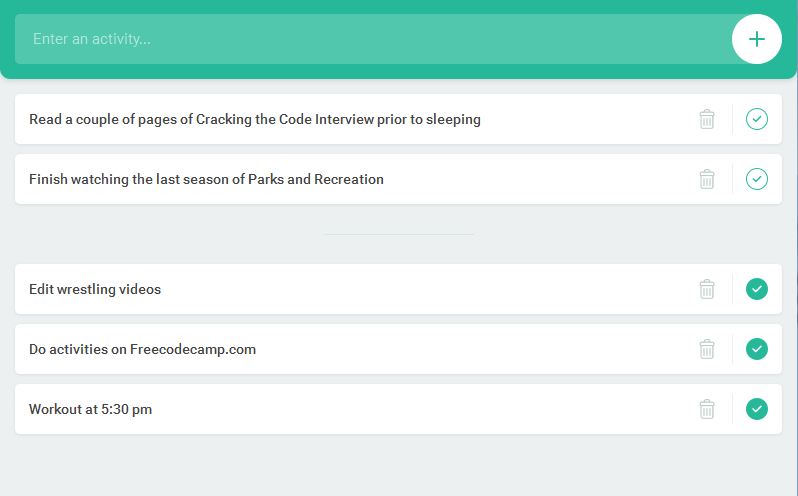 Enter an activity...
Read a couple of pages of Cracking the Code Interview prior to sleeping
Finish watching the last season of Parks and Recreation
Edit wrestling videos
Do activities on Freecodecamp.com
Workout at 5:30 pm